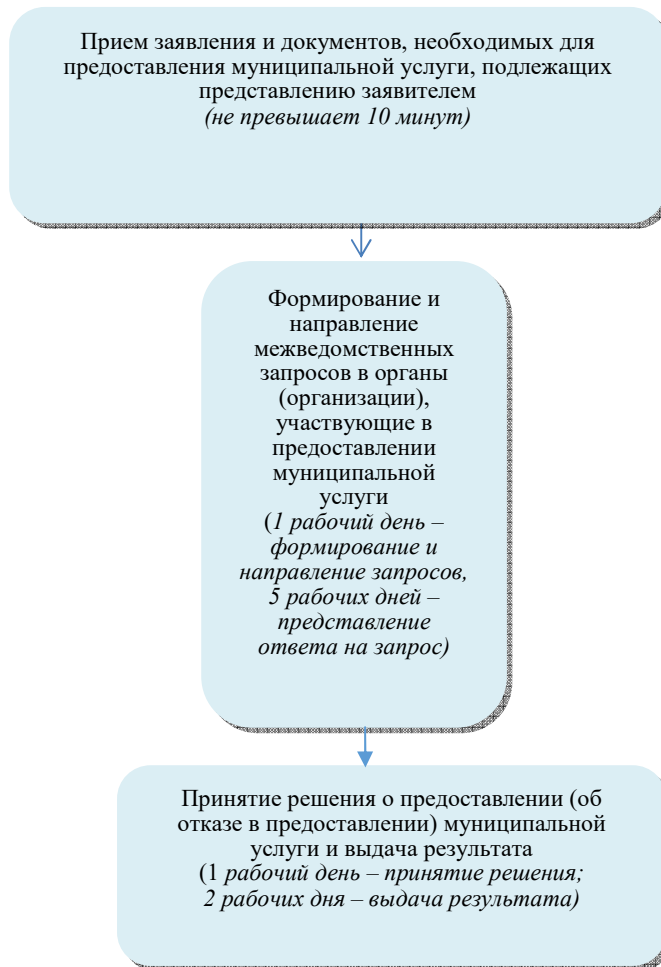 Прием заявления и документов, необходимых для
предоставления муниципальной услуги, подлежащих
представлению заявителем
(не превышает 10 минут)
Формирование и
направление
межведомственных
запросов в органы
(организации),
участвующие в
предоставлении
муниципальной
услуги
(1 рабочий день –
формирование и
направление запросов,
5 рабочих дней –
представление
ответа на запрос)
Принятие решения о предоставлении (об
отказе в предоставлении) муниципальной
услуги и выдача результата
(1 рабочий день – принятие решения;
2 рабочих дня – выдача результата)